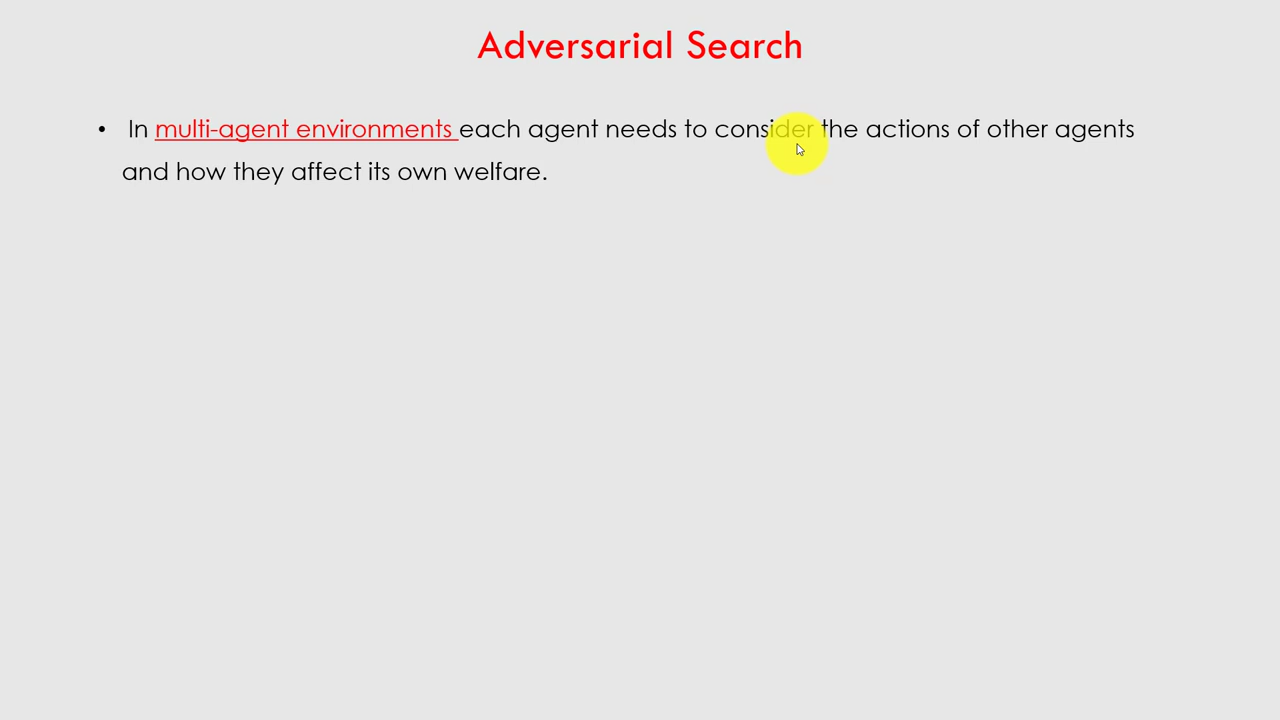 Adversarial Search
• In multi-agent environments each agent needs to consider the actions of other agents
and how they affect its own welfare.